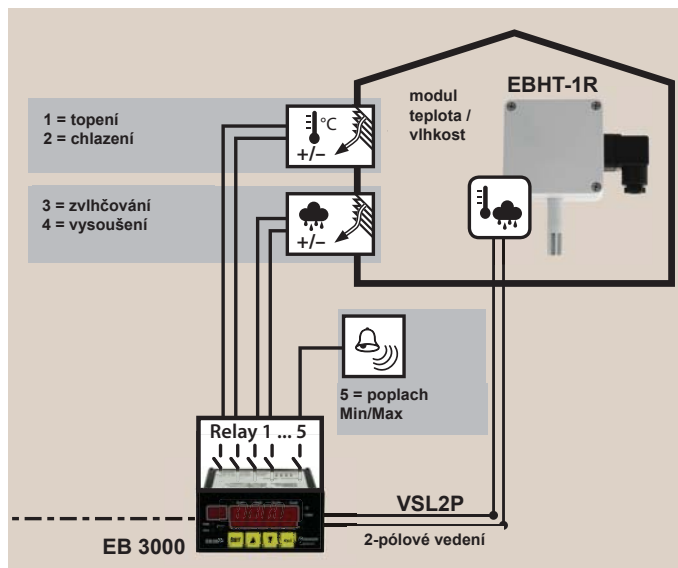 EBHT-1R
modul
teplota /
vlhkost
1 = topení
2 = chlazení
°C
+/–
3 = zvlhčování
4 = vysoušení
+/–
5 = poplach
Min/Max
Relay 1 ... 5
VSL2P
2-pólové vedení
EB 3000